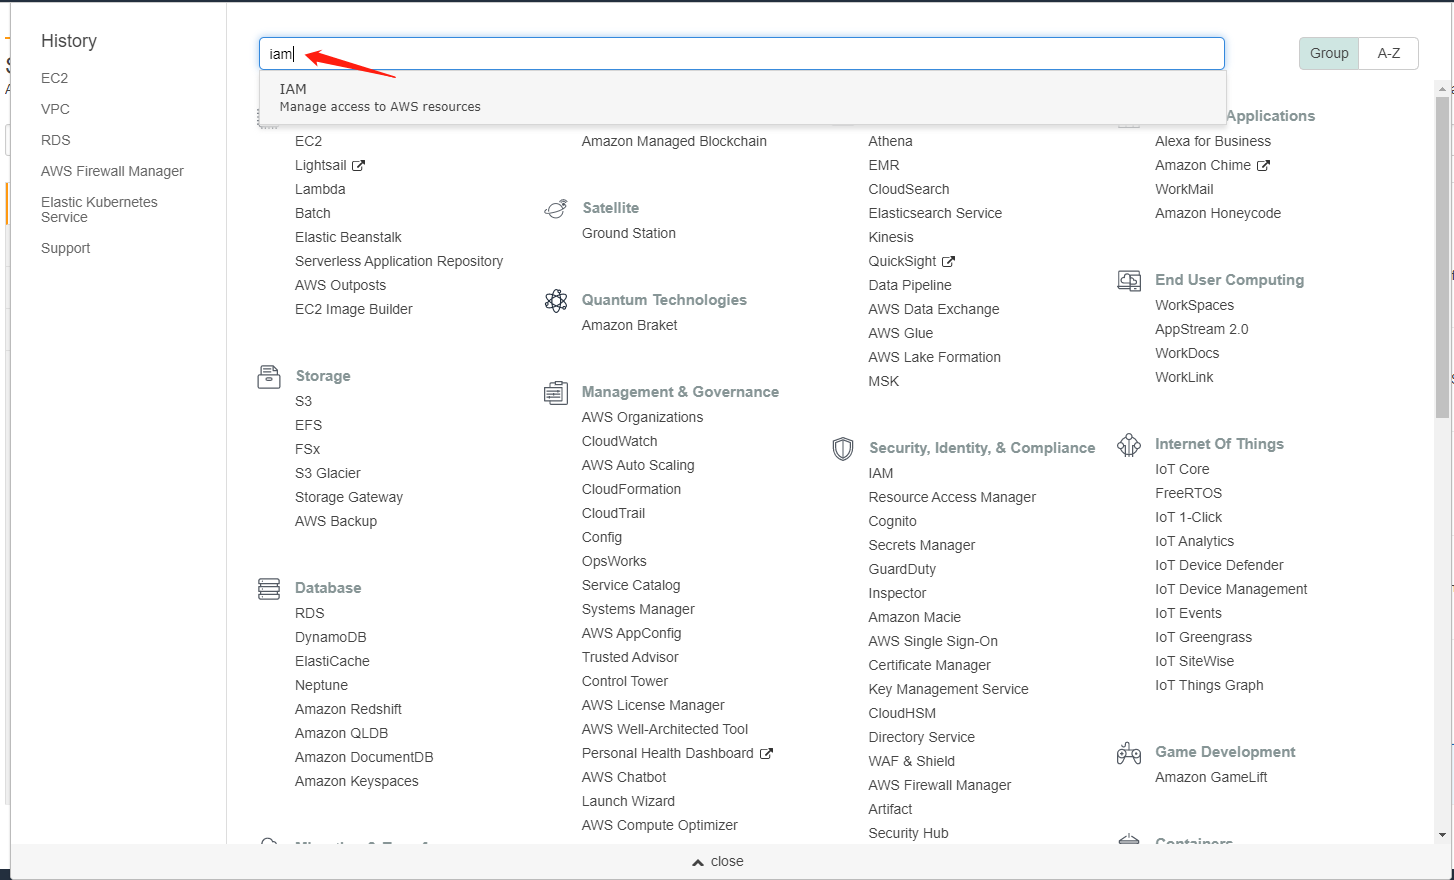 History
EC2
VPC
RDS
AWS Firewall Manager
Elastic Kubernetes
Service
Support
iam
IAM
Manage access to AWS resources
Group
A-Z
EC2
Lightsail
Lambda
Batch
Elastic Beanstalk
Serverless Application Repository
AWS Outposts
EC2 Image Builder
Storage
S3
EFS
FSx
S3 Glacier
Storage Gateway
AWS Backup
Database
RDS
DynamoDB
ElastiCache
Neptune
Amazon Redshift
Amazon QLDB
Amazon DocumentDB
Amazon Keyspaces
Amazon Managed Blockchain
Satellite
Ground Station
Quantum Technologies
Amazon Braket
Management & Governance
AWS Organizations
CloudWatch
AWS Auto Scaling
CloudFormation
CloudTrail
Config
OpsWorks
Service Catalog
Systems Manager
AWS AppConfig
Trusted Advisor
Control Tower
AWS License Manager
AWS Well-Architected Tool
Personal Health Dashboard
AWS Chatbot
Launch Wizard
AWS Compute Optimizer
Athena
EMR
CloudSearch
Elasticsearch Service
Kinesis
QuickSight
Data Pipeline
AWS Data Exchange
AWS Glue
AWS Lake Formation
MSK
Security, Identity, & Compliance
IAM
Resource Access Manager
Cognito
Secrets Manager
GuardDuty
Inspector
Amazon Macie
AWS Single Sign-On
Certificate Manager
Key Management Service
CloudHSM
Directory Service
WAF & Shield
AWS Firewall Manager
Artifact
Security Hub
Applications
Alexa for Business
Amazon Chime
WorkMail
Amazon Honeycode
End User Computing
WorkSpaces
AppStream 2.0
WorkDocs
WorkLink
Internet Of Things
IoT Core
FreeRTOS
IoT 1-Click
IoT Analytics
IoT Device Defender
IoT Device Management
IoT Events
IoT Greengrass
IoT SiteWise
IoT Things Graph
Game Development
Amazon GameLift
Containers
close